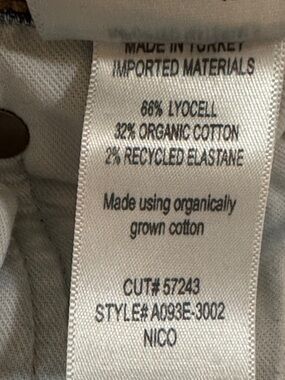 MADE IN TURKEY
IMPORTED MATERIALS
66% LYOCELL
32% ORGANIC COTTON
2% RECYCLED ELASTANE
Made using organically
grown cotton
CUT# 57243
STYLE# A093E-3002
NICO